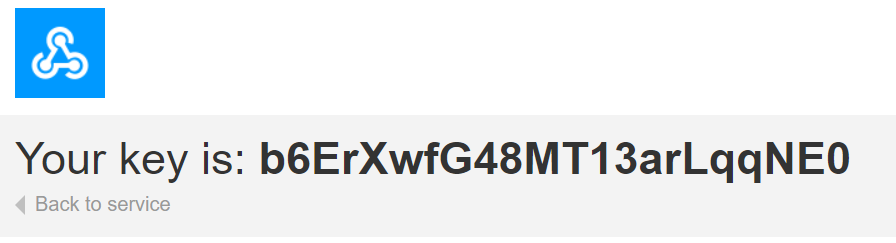 Your key is: b6ErXwfG48MT13arLqqNE0
Back to service